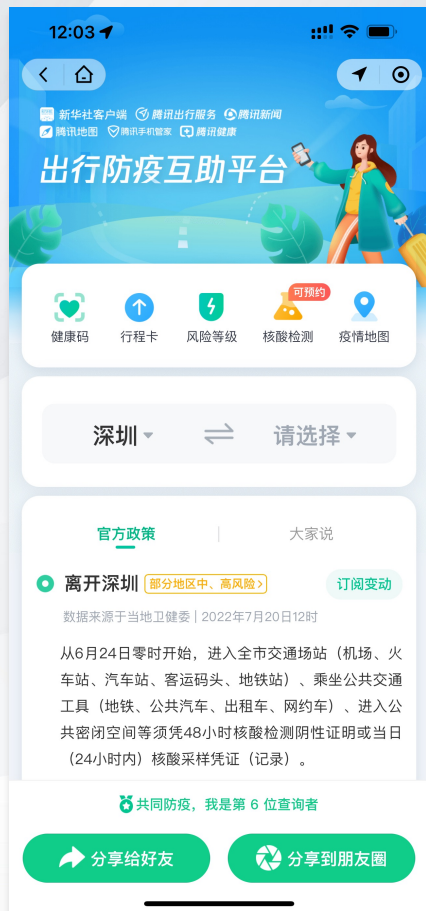 12:03
新华社客户端 腾讯出行服务 腾讯新闻
腾讯地图 腾讯手机管家 腾讯健康
出行防疫互助平台
可预约
健康码 行程卡 风险等级 核酸检测 疫情地图
深圳 请选择
官方政策 大家说
离开深圳 部分地区中、高风险> 订阅变动
数据来源于当地卫健委 | 2022年7月20日12时
从6月24日零时开始，进入全市交通场站（机场、火
车站、汽车站、客运码头、地铁站）、乘坐公共交通
工具（地铁、公共汽车、出租车、网约车）、进入公
共密闭空间等须凭48小时核酸检测阴性证明或当日
（24小时内）核酸采样凭证（记录）。
共同防疫，我是第 6 位查询者
分享给好友 分享到朋友圈